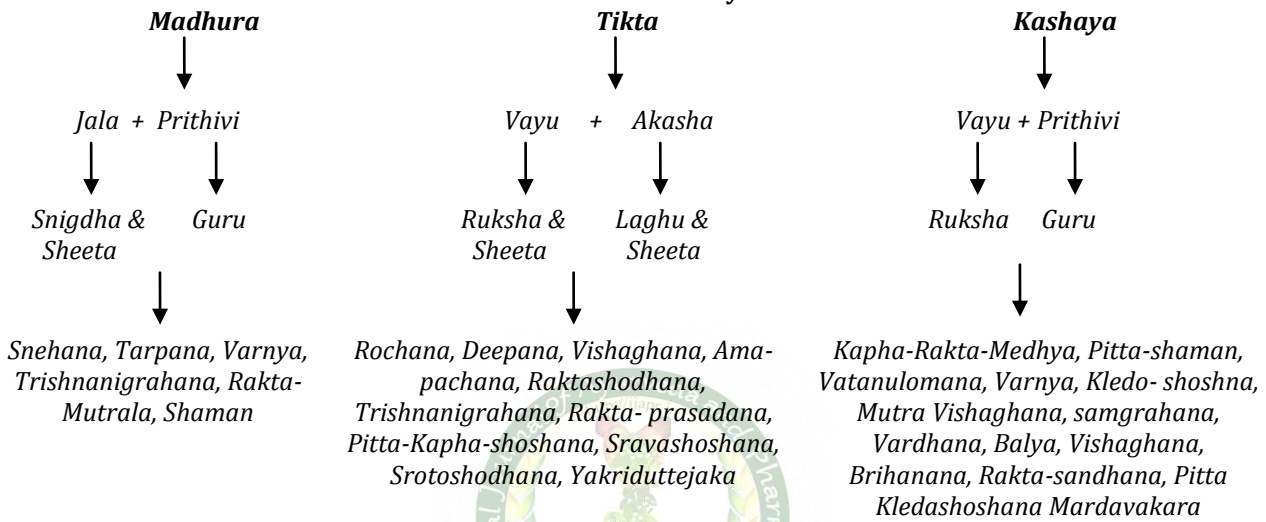 Madhura
Jala + Prithivi
Snigdha & Guru
Sheeta
Snehana, Tarpana, Varnya,
Trishnanigrahana, Rakta-
Mutrala, Shaman
Tikta
Vayu + Akasha
Ruksha & Laghu &
Sheeta Sheeta
Rochana, Deepana, Vishaghana, Ama-
pachana, Raktashodhana,
Trishnanigrahana, Rakta- prasadana,
Pitta-Kapha-shoshana, Sravashoshana,
Srotoshodhana, Yakriduttejaka
Kashaya
Vayu + Prithivi
Ruksha Guru
Kapha-Rakta-Medhya, Pitta-shaman,
Vatanulomana, Varnya, Kledo- shoshna,
Mutra Vishaghana, samgrahana,
Vardhana, Balya, Vishaghana,
Brihanana, Rakta-sandhana, Pitta
Kledashoshana Mardavakara